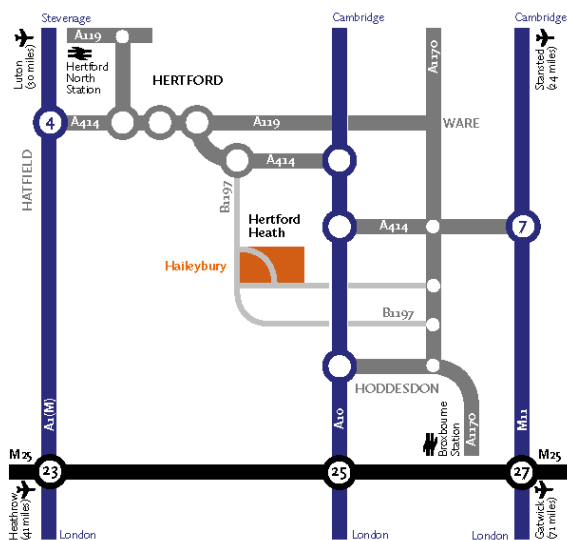 Stevenage
Cambridge
Cambridge
A119
Luton
(30 miles)
Hertford
North
Station
HERTFORD
A1170
Stansted
(24 miles)
4
A414
A119
WARE
HATFIELD
A414
B1197
Hertford
Heath
A414
7
Haileybury
B1197
HODDESDON
A1(M)
A10
Broxbourne
Station
A1170
M11
M25
M25
23
25
27
Heathrow
(41 miles)
Gatwick
(71 miles)
London
London
London